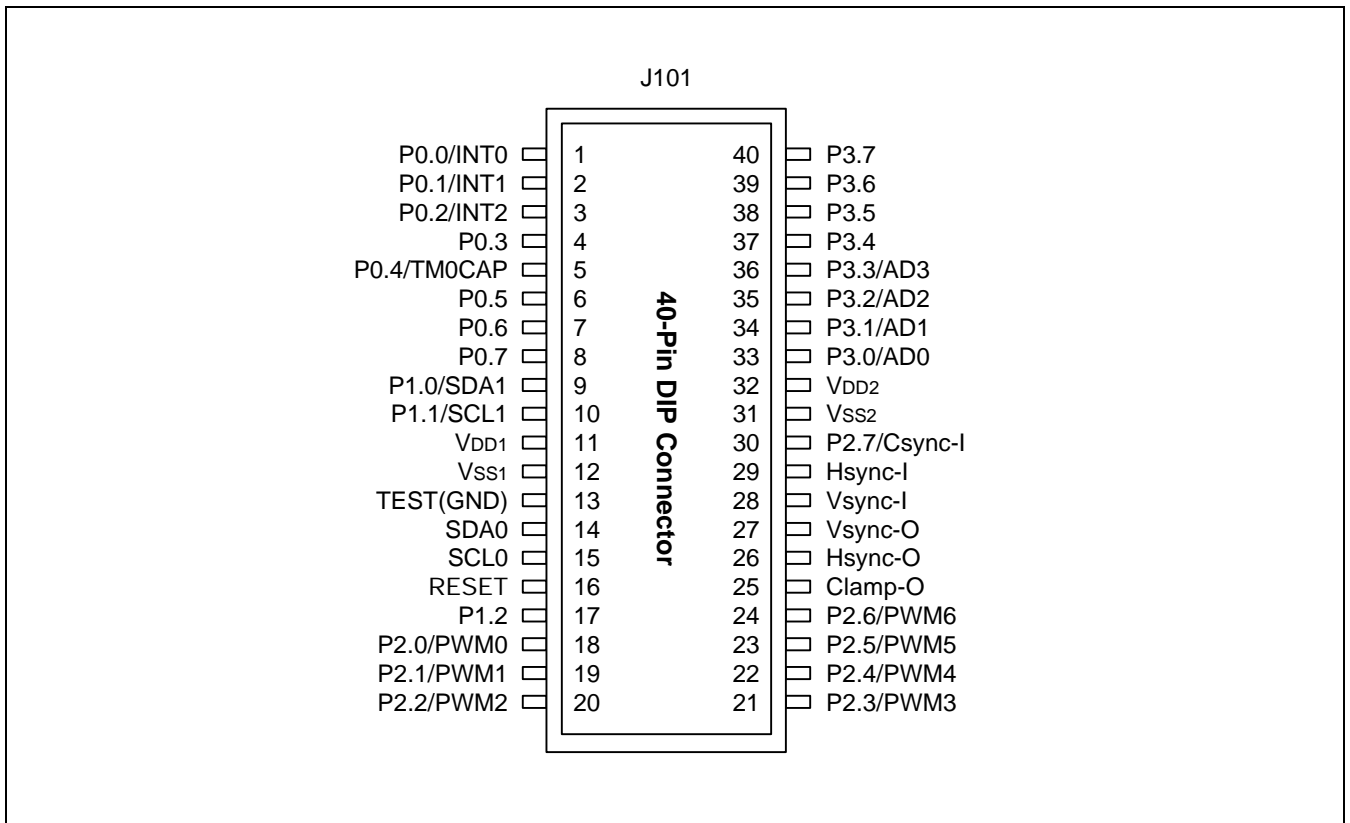 J101
P0.0/INT0 1 40 P3.7
P0.1/INT1 2 39 P3.6
P0.2/INT2 3 38 P3.5
P0.3 4 37 P3.4
P0.4/TM0CAP 5 36 P3.3/AD3
P0.5 6 35 P3.2/AD2
P0.6 7 34 P3.1/AD1
P0.7 8 33 P3.0/AD0
P1.0/SDA1 9 32 VDD2
P1.1/SCL1 10 31 VSS2
VDD1 11 30 P2.7/Csync-I
VSS1 12 29 Hsync-I
TEST(GND) 13 28 Vsync-I
SDA0 14 27 Vsync-O
SCL0 15 26 Hsync-O
RESET 16 25 Clamp-O
P1.2 17 24 P2.6/PWM6
P2.0/PWM0 18 23 P2.5/PWM5
P2.1/PWM1 19 22 P2.4/PWM4
P2.2/PWM2 20 21 P2.3/PWM3
40-Pin DIP Connector